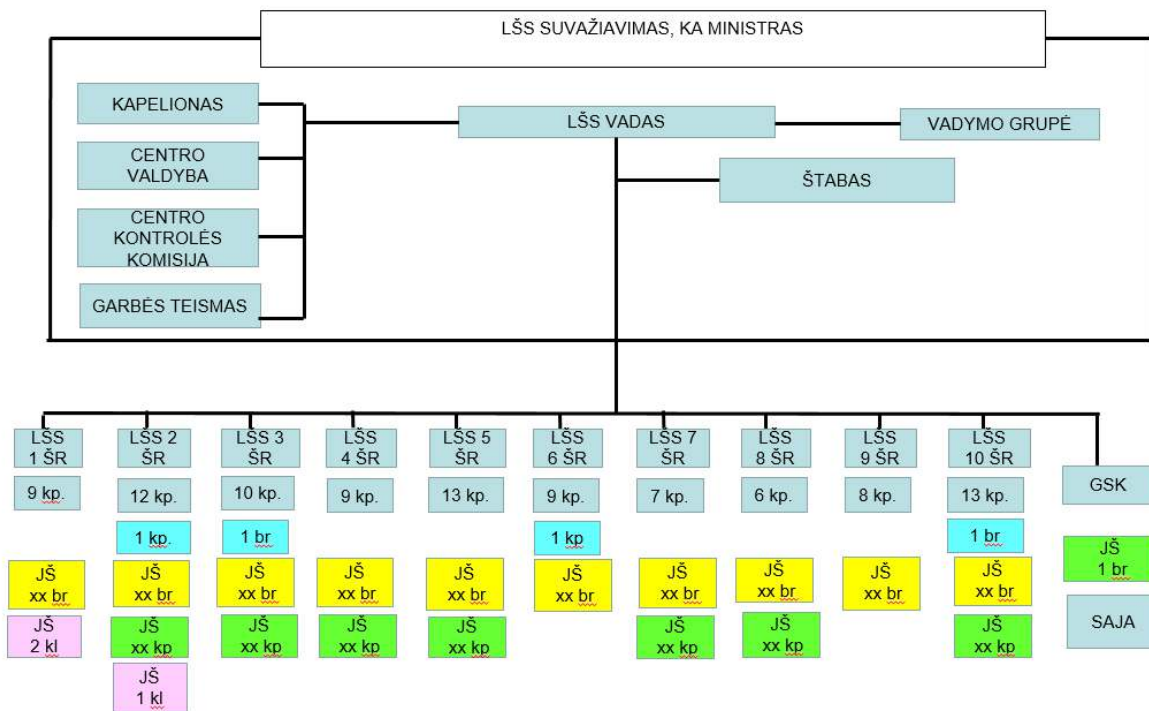 LŠS SUVAŽIAVIMAS, KA MINISTRAS
KAPELIONAS
LŠS VADAS
VADYMO GRUPĖ
CENTRO
VALDYBA
ŠTABAS
CENTRO
KONTROLĖS
KOMISIJA
GARBĖS TEISMAS
LŠS
1 ŠR
LŠS 2
ŠR
LŠS 3
ŠR
LŠS
4 ŠR
LŠS 5
ŠR
LŠS
6 ŠR
LŠS 7
ŠR
LŠS
8 ŠR
LŠS
9 ŠR
LŠS
10 ŠR
GSK
9 kp.
12 kp.
10 kp.
9 kp.
13 kp.
9 kp.
7 kp.
6 kp.
8 kp.
13 kp.
1 kp.
1 br
1 kp
1 br
JŠ
1 br
JŠ
xx br
JŠ
xx br
JŠ
xx br
JŠ
xx br
JŠ
xx br
JŠ
xx br
JŠ
xx br
JŠ
xx br
JŠ
xx br
JŠ
xx br
SAJA
JŠ
2 kl
JŠ
xx kp
JŠ
xx kp
JŠ
xx kp
JŠ
xx kp
JŠ
xx kp
JŠ
xx kp
JŠ
xx kp
JŠ
1 kl